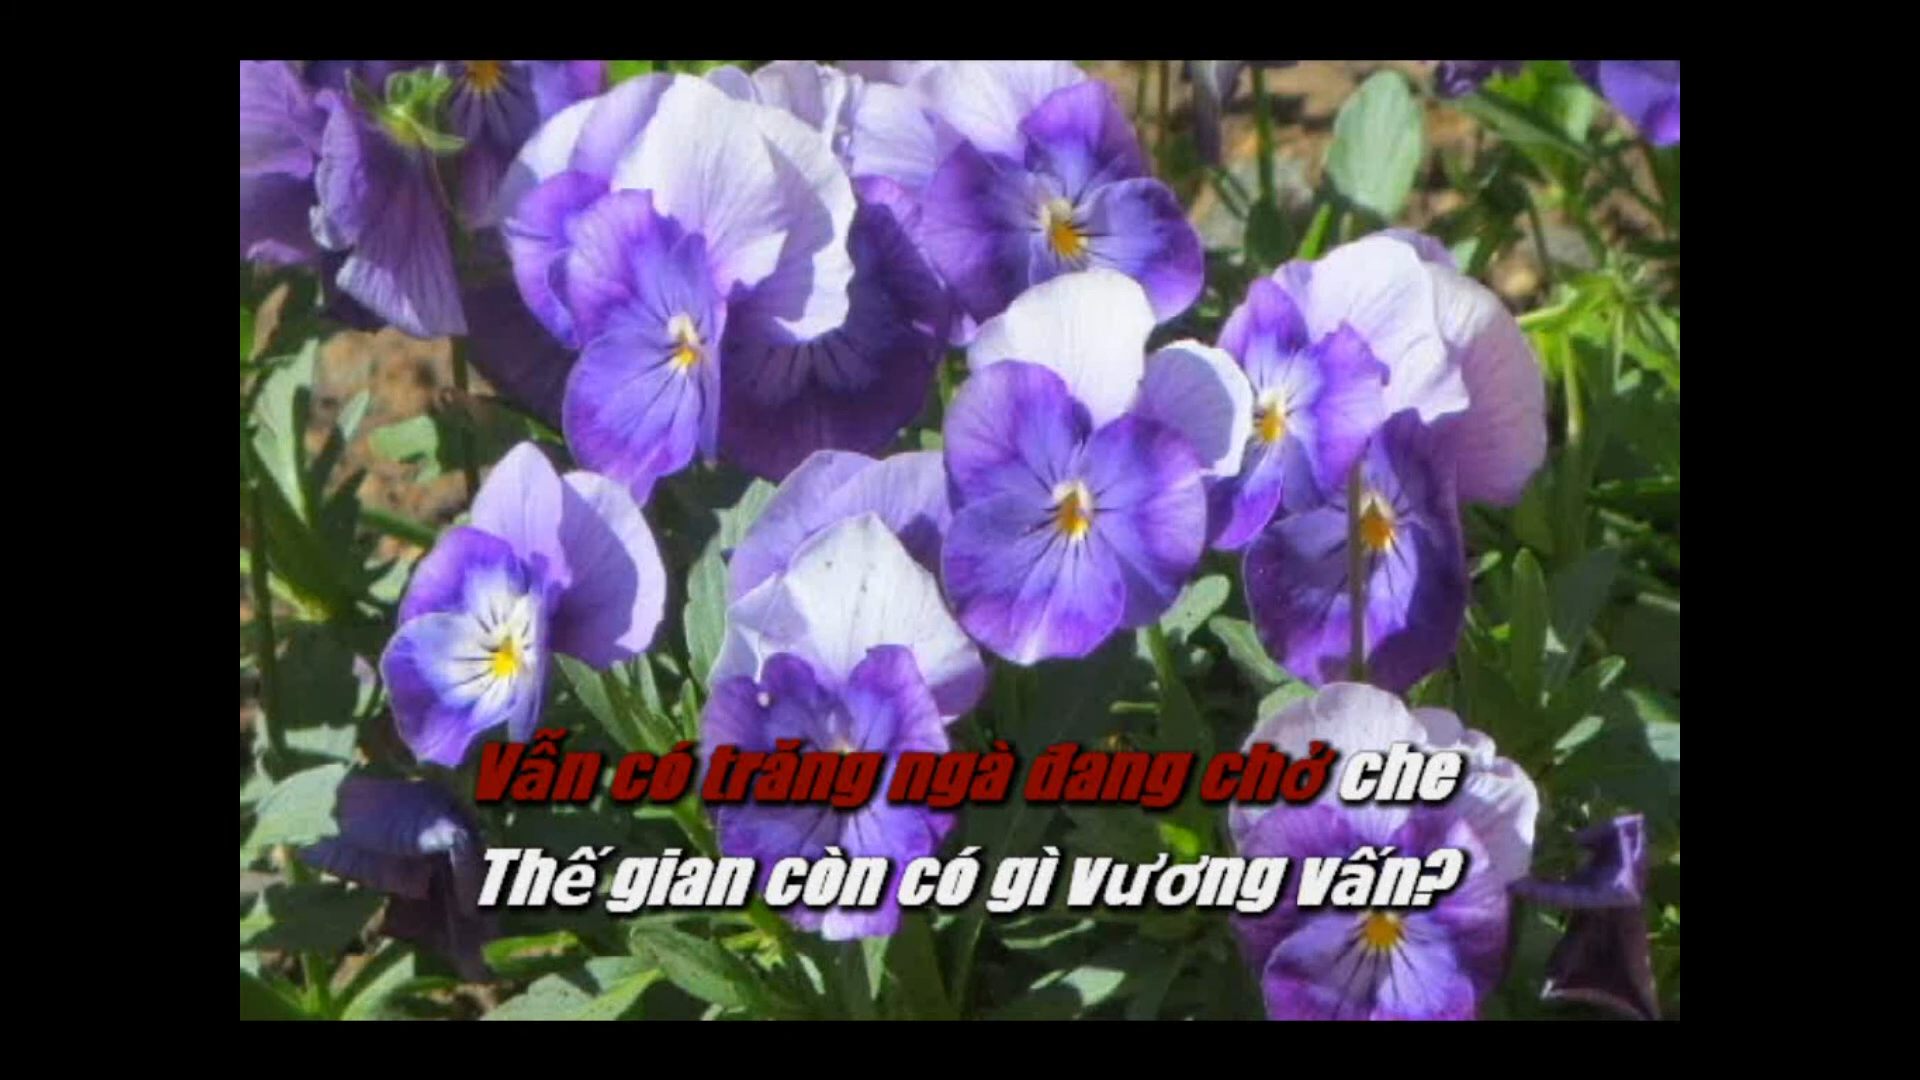 Vẫn có trăng ngà đang chở che
Thế gian còn có gì vương vấn?